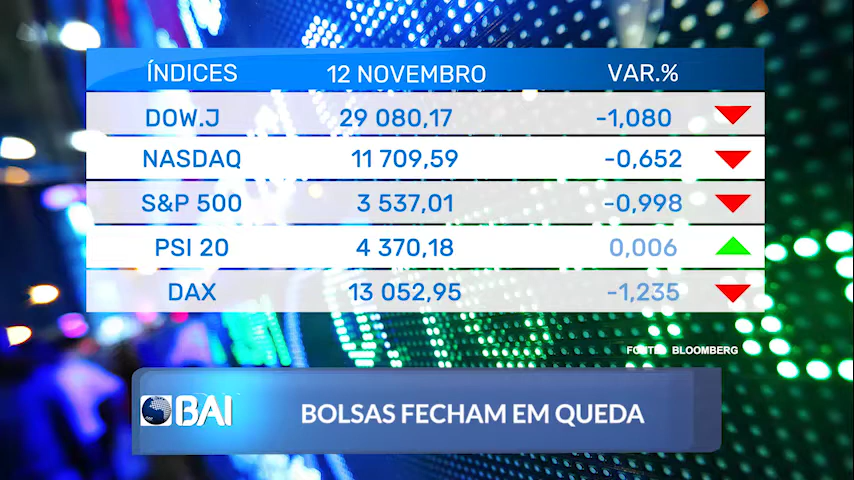 ÍNDICES 12 NOVEMBRO VAR.%
DOW.J 29 080,17 -1,080
NASDAQ 11 709,59 -0,652
S&P 500 3 537,01 -0,998
PSI 20 4 370,18 0,006
DAX 13 052,95 -1,235
FONTE: BLOOMBERG
BAI BOLSAS FECHAM EM QUEDA